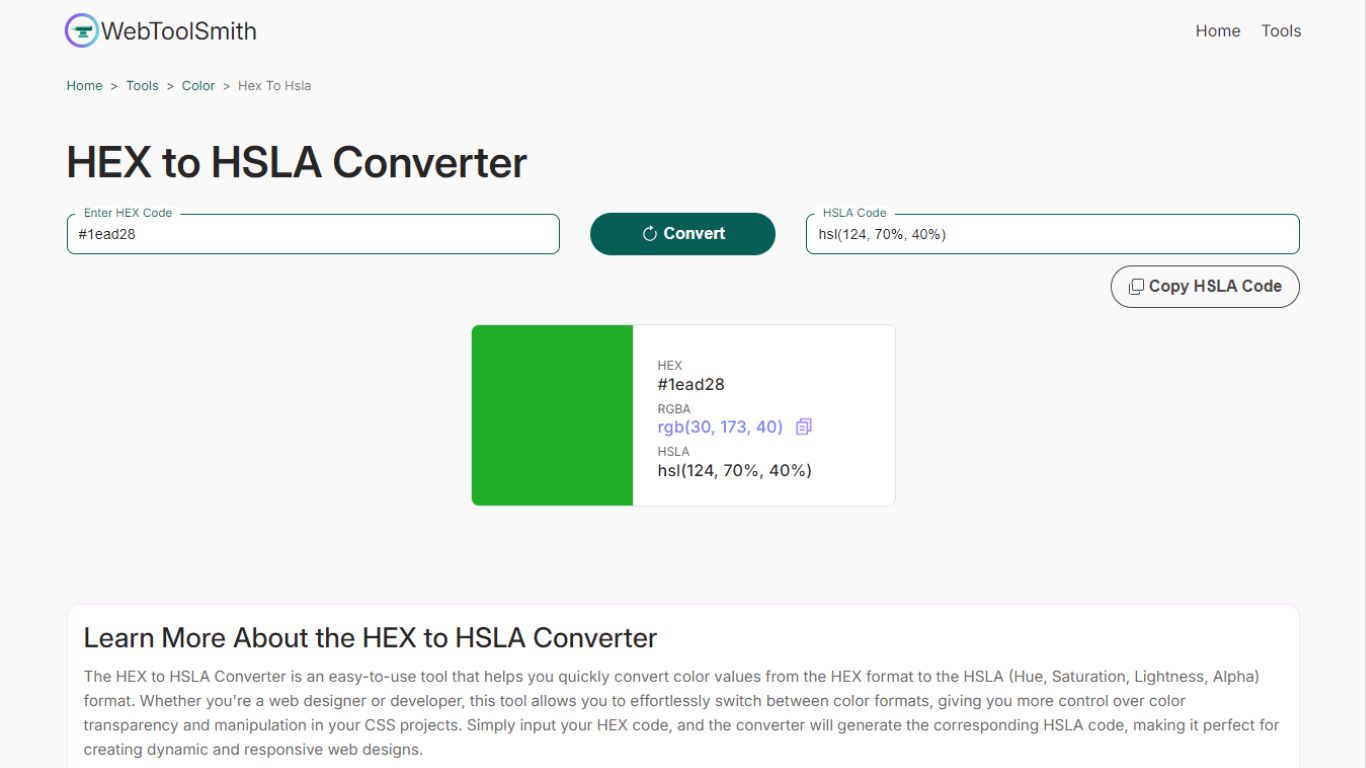 WebToolSmith
Home Tools
Home > Tools > Color > Hex To Hsla
HEX to HSLA Converter
Enter HEX Code
#1ead28
Convert
HSLA Code
hsl(124, 70%, 40%)
Copy HSLA Code
HEX
#1ead28
RGBA
rgb(30, 173, 40)
HSLA
hsl(124, 70%, 40%)
Learn More About the HEX to HSLA Converter
The HEX to HSLA Converter is an easy-to-use tool that helps you quickly convert color values from the HEX format to the HSLA (Hue, Saturation, Lightness, Alpha)
format. Whether you're a web designer or developer, this tool allows you to effortlessly switch between color formats, giving you more control over color
transparency and manipulation in your CSS projects. Simply input your HEX code, and the converter will generate the corresponding HSLA code, making it perfect for
creating dynamic and responsive web designs.